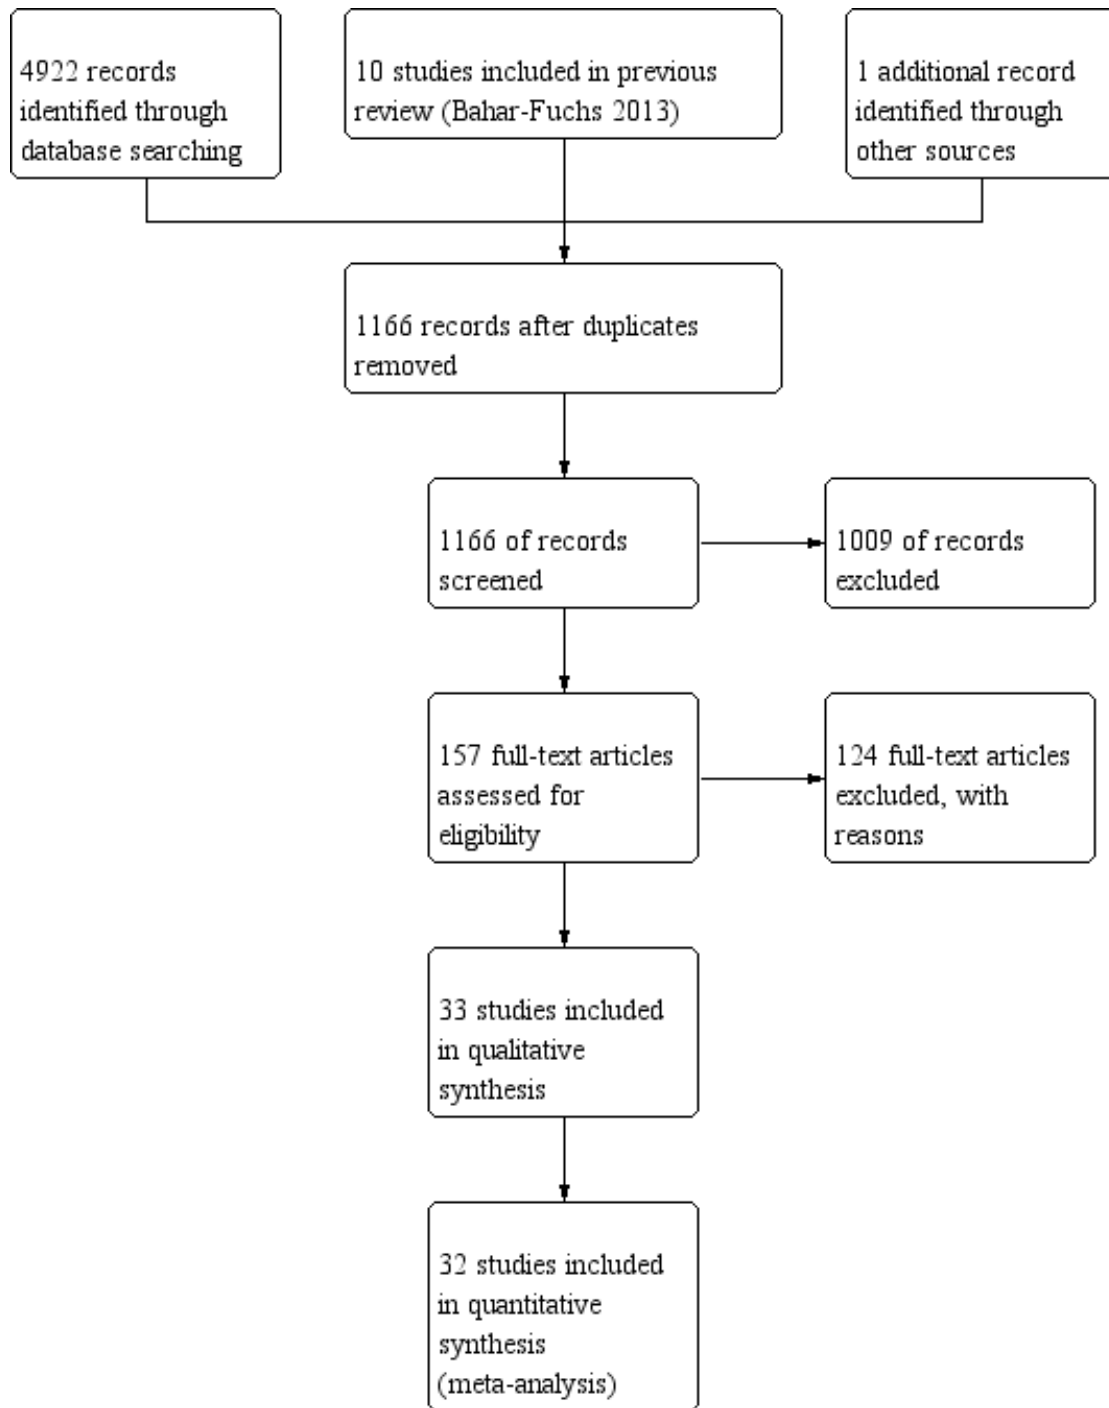 4922 records
identified through
database searching
10 studies included in previous
review (Bahar-Fuchs 2013)
1 additional record
identified through
other sources
1166 records after duplicates
removed
1166 of records
screened
1009 of records
excluded
157 full-text articles
assessed for
eligibility
124 full-text articles
excluded, with
reasons
33 studies included
in qualitative
synthesis
32 studies included
in quantitative
synthesis
(meta-analysis)